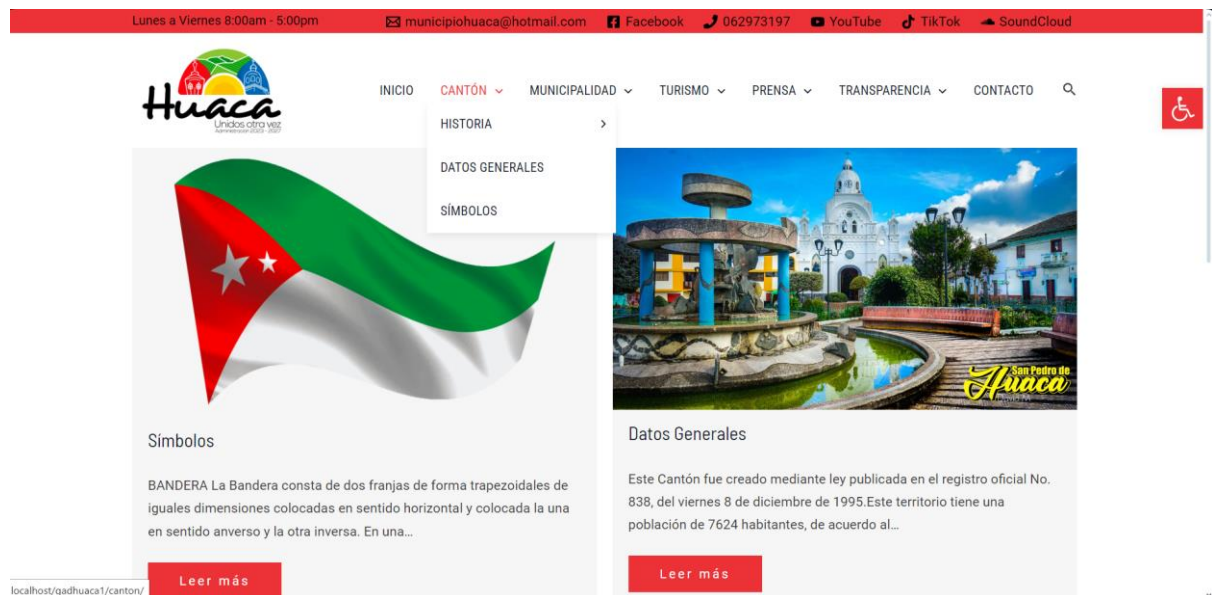 Lunes a Viernes 8:00am - 5:00pm municipiohuaca@hotmail.com Facebook 062973197 YouTube TikTok SoundCloud
Huaca
Unidos otra vez
Administración 2023 - 2027
INICIO CANTÓN MUNICIPALIDAD TURISMO PRENSA TRANSPARENCIA CONTACTO
HISTORIA
DATOS GENERALES
SÍMBOLOS
San Pedro de
Huaca
Símbolos
BANDERA La Bandera consta de dos franjas de forma trapezoidales de
iguales dimensiones colocadas en sentido horizontal y colocada la una
en sentido anverso y la otra inversa. En una...
Leer más
Datos Generales
Este Cantón fue creado mediante ley publicada en el registro oficial No.
838, del viernes 8 de diciembre de 1995.Este territorio tiene una
población de 7624 habitantes, de acuerdo al...
Leer más
localhost/gadhuaca1/canton/